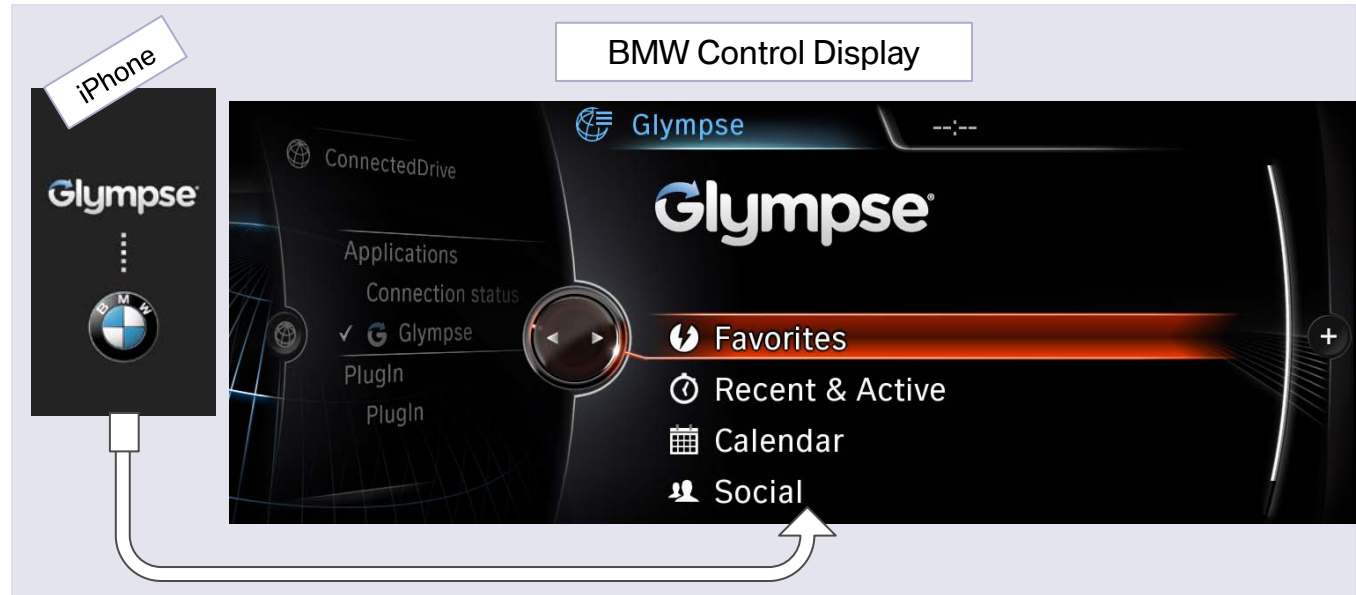 iPhone
BMW Control Display
Glympse
BMW
ConnectedDrive
Applications
Connection status
✓ Glympse
PlugIn
PlugIn
Glympse
--:--
Glympse
Favorites
Recent & Active
Calendar
Social
+